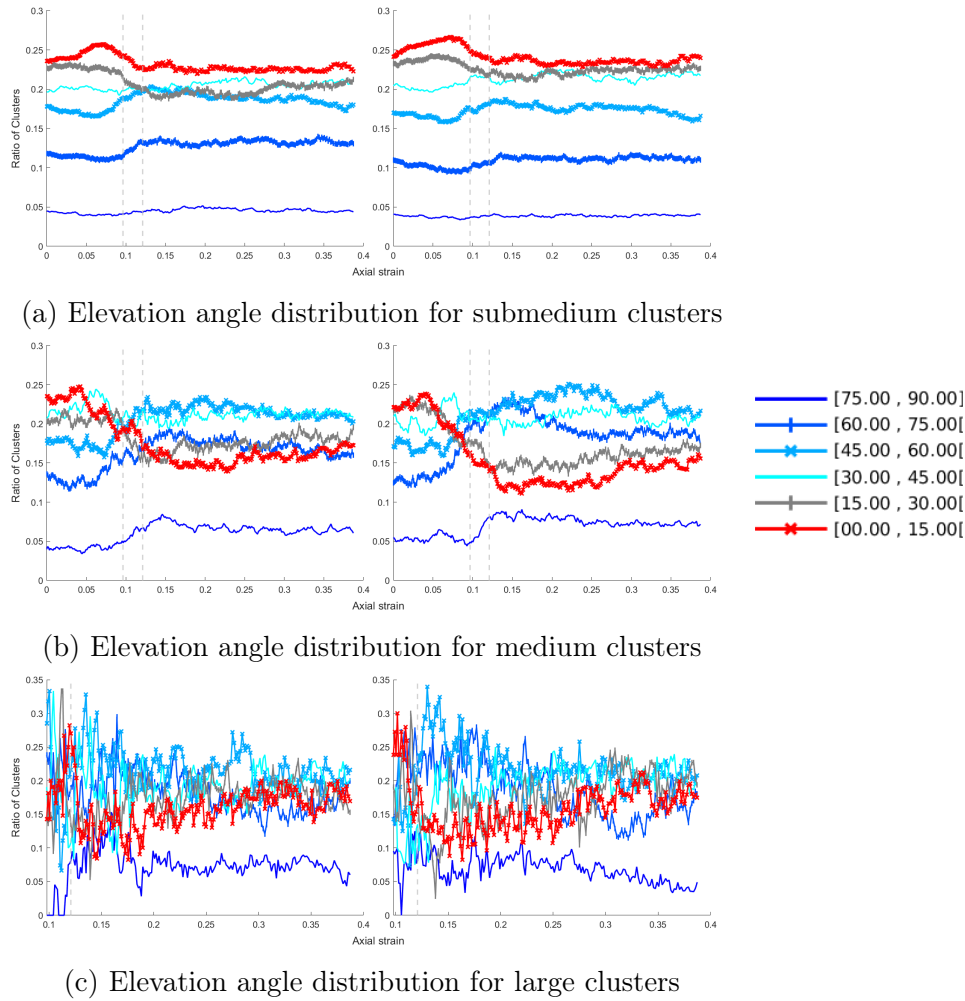 0.3
0.25
0.2
0.15
0.1
0.05
0
Ratio of Clusters
0 0.05 0.1 0.15 0.2 0.25 0.3 0.35 0.4
Axial strain
0.3
0.25
0.2
0.15
0.1
0.05
0
0 0.05 0.1 0.15 0.2 0.25 0.3 0.35 0.4
(a) Elevation angle distribution for submedium clusters
0.3
0.25
0.2
0.15
0.1
0.05
0
Ratio of Clusters
0 0.05 0.1 0.15 0.2 0.25 0.3 0.35 0.4
Axial strain
0.3
0.25
0.2
0.15
0.1
0.05
0
0 0.05 0.1 0.15 0.2 0.25 0.3 0.35 0.4
[75.00 , 90.00]
[60.00 , 75.00[
[45.00 , 60.00[
[30.00 , 45.00[
[15.00 , 30.00[
[00.00 , 15.00[
(b) Elevation angle distribution for medium clusters
0.35
0.3
0.25
0.2
0.15
0.1
0.05
0
Ratio of Clusters
0.1 0.15 0.2 0.25 0.3 0.35 0.4
Axial strain
0.35
0.3
0.25
0.2
0.15
0.1
0.05
0
0.1 0.15 0.2 0.25 0.3 0.35 0.4
(c) Elevation angle distribution for large clusters